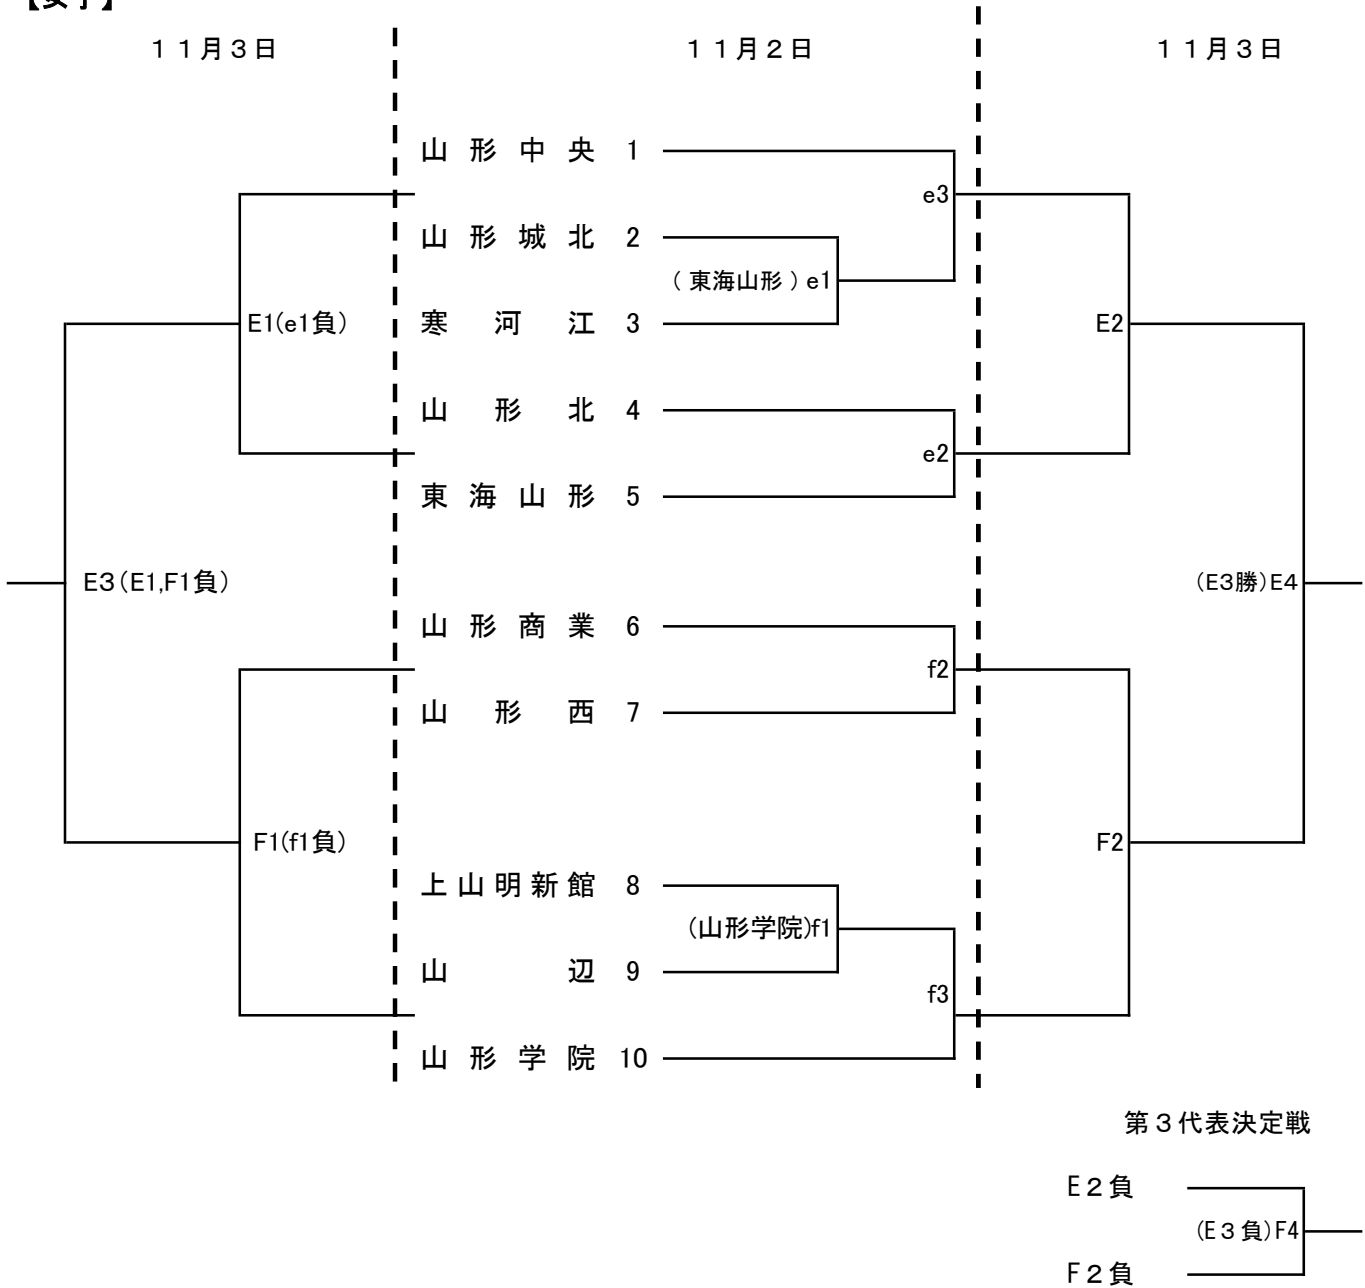 【女子】
１１月３日 １１月２日 １１月３日
山形中央 1
e3
山形城北 2
（東海山形）e1
E1(e1負) 寒河江 3 E2
山形北 4
e2
東海山形 5
E3(E1,F1負) (E3勝)E4
山形商業 6
f2
山形西 7
F1(f1負) F2
上山明新館 8
(山形学院)f1
山辺 9
f3
山形学院 10
第３代表決定戦
E２負
(E３負)F4
F２負